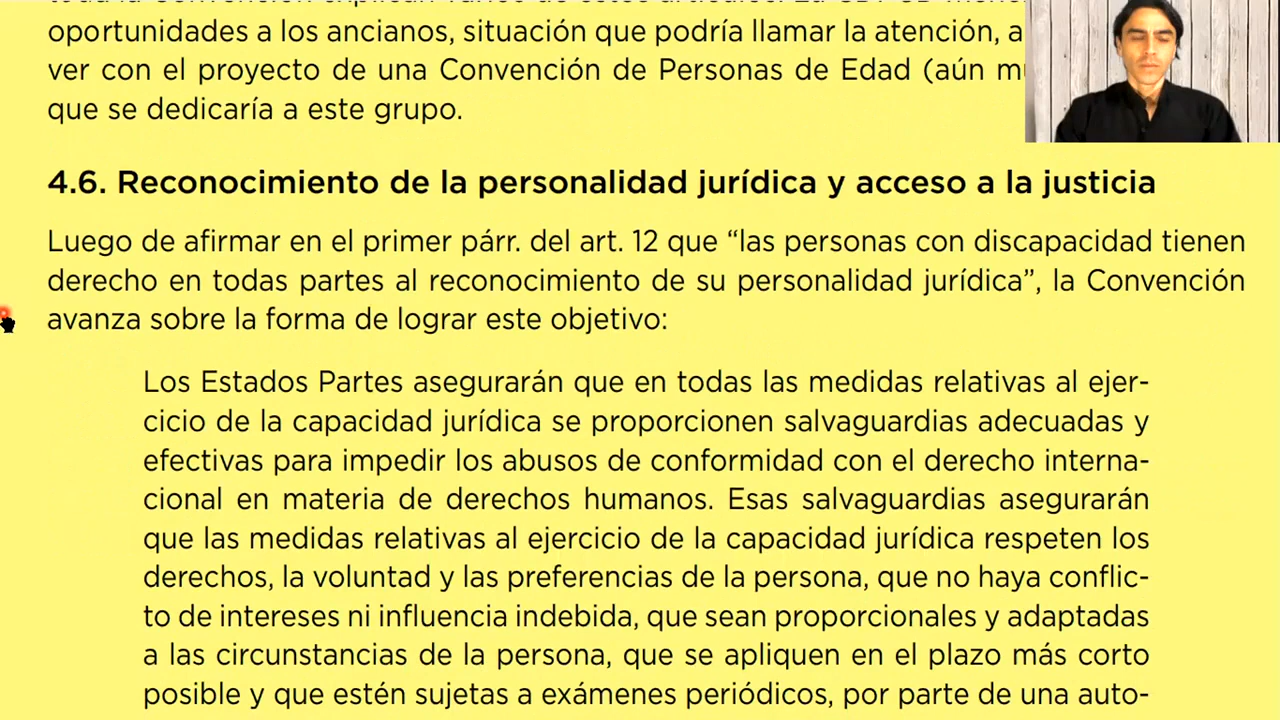 oportunidades a los ancianos, situación que podría llamar la atención, a
ver con el proyecto de una Convención de Personas de Edad (aún
que se dedicaría a este grupo.
4.6. Reconocimiento de la personalidad jurídica y acceso a la justicia
Luego de afirmar en el primer párr. del art. 12 que “las personas con discapacidad tienen
derecho en todas partes al reconocimiento de su personalidad jurídica”, la Convención
avanza sobre la forma de lograr este objetivo:
Los Estados Partes asegurarán que en todas las medidas relativas al ejer-
cicio de la capacidad jurídica se proporcionen salvaguardias adecuadas y
efectivas para impedir los abusos de conformidad con el derecho interna-
cional en materia de derechos humanos. Esas salvaguardias asegurarán
que las medidas relativas al ejercicio de la capacidad jurídica respeten los
derechos, la voluntad y las preferencias de la persona, que no haya conflic-
to de intereses ni influencia indebida, que sean proporcionales y adaptadas
a las circunstancias de la persona, que se apliquen en el plazo más corto
posible y que estén sujetas a exámenes periódicos, por parte de una auto-